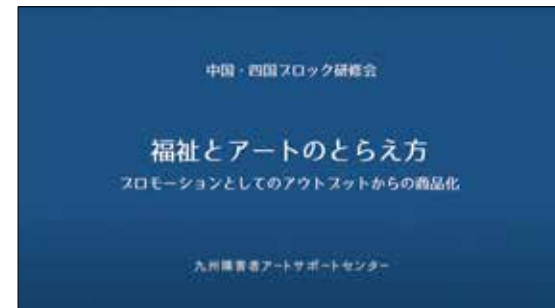 中国・四国ブロック研修会
福祉とアートのとらえ方
プロモーションとしてのアウトプットからの商品化
九州障害者アートサポートセンター